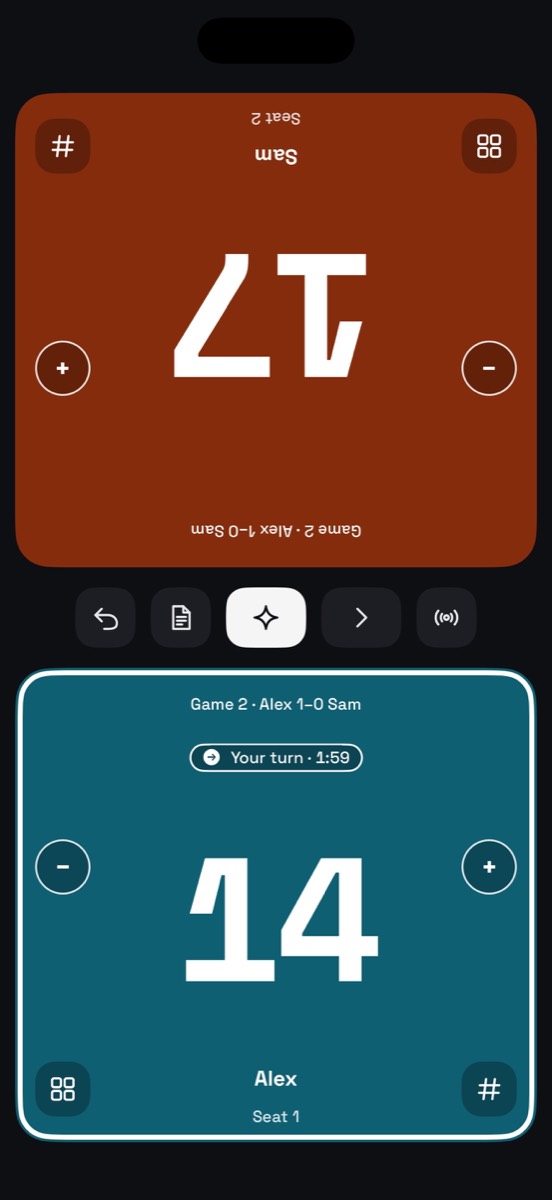 Seat 2
#
Sam
17
+
−
Game 2 · Alex 1–0 Sam
Game 2 · Alex 1–0 Sam
Your turn · 1:59
−
+
14
Alex
#
Seat 1